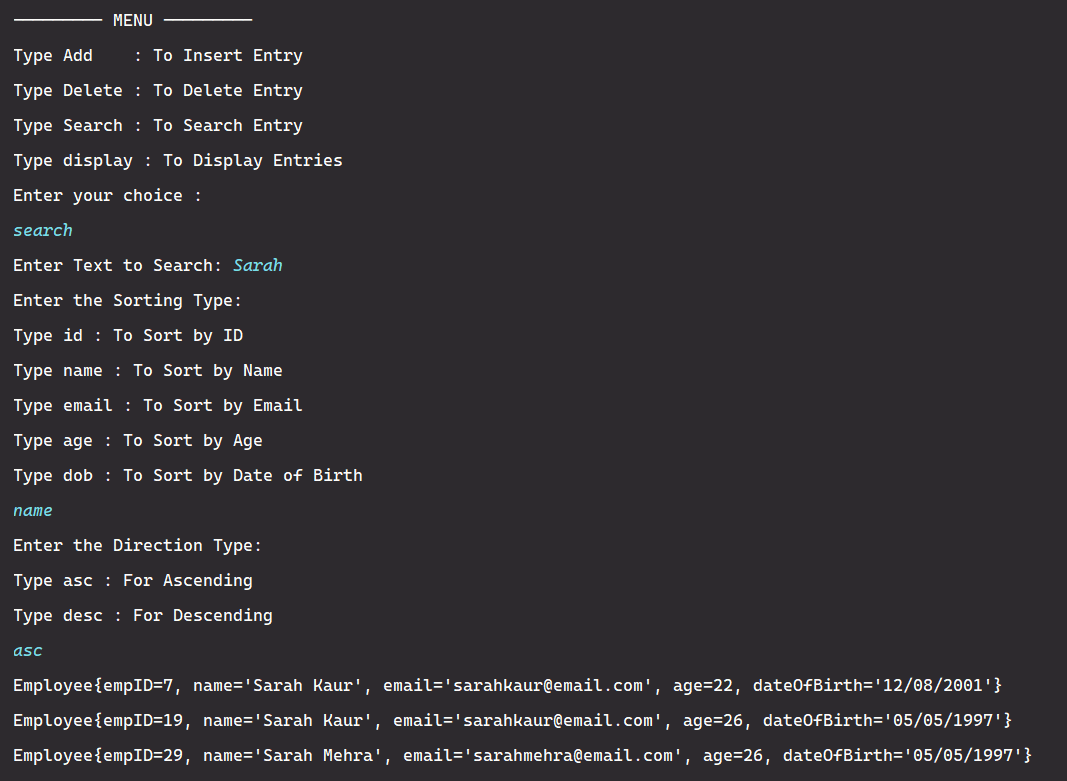 ————————— MENU —————————
Type Add    : To Insert Entry
Type Delete : To Delete Entry
Type Search : To Search Entry
Type display : To Display Entries
Enter your choice :
search
Enter Text to Search: Sarah
Enter the Sorting Type:
Type id : To Sort by ID
Type name : To Sort by Name
Type email : To Sort by Email
Type age : To Sort by Age
Type dob : To Sort by Date of Birth
name
Enter the Direction Type:
Type asc : For Ascending
Type desc : For Descending
asc
Employee{empID=7, name='Sarah Kaur', email='sarahkaur@email.com', age=22, dateOfBirth='12/08/2001'}
Employee{empID=19, name='Sarah Kaur', email='sarahkaur@email.com', age=26, dateOfBirth='05/05/1997'}
Employee{empID=29, name='Sarah Mehra', email='sarahmehra@email.com', age=26, dateOfBirth='05/05/1997'}